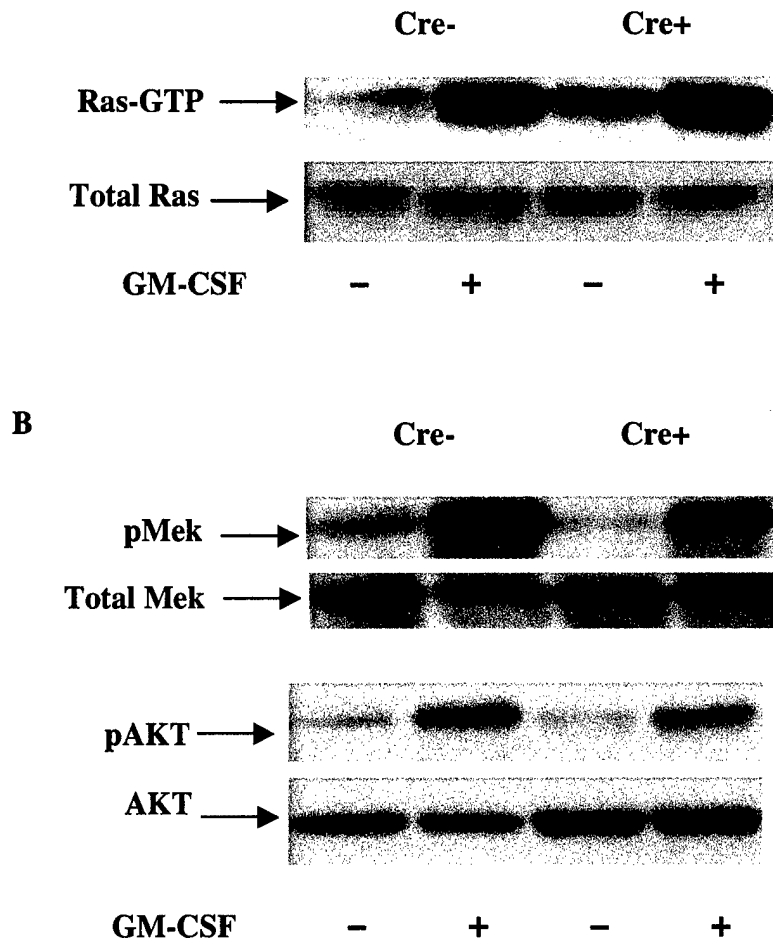 Cre- Cre+
Ras-GTP
Total Ras
GM-CSF – + – +
B
Cre- Cre+
pMek
Total Mek
pAKT
AKT
GM-CSF – + – +